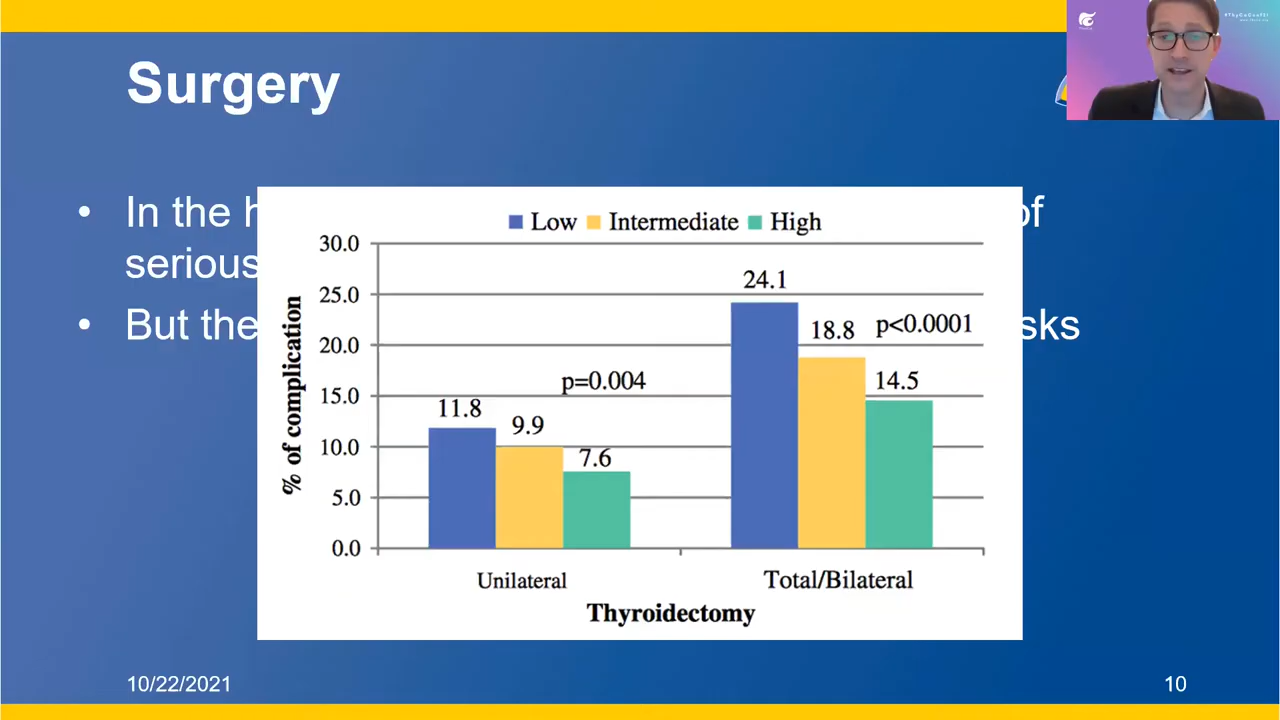 Surgery
• In the h
of
serious
• But the
sks
Low Intermediate High
30.0
25.0
20.0
15.0
10.0
5.0
0.0
% of complication
11.8
9.9
7.6
p=0.004
24.1
18.8
14.5
p<0.0001
Unilateral
Total/Bilateral
Thyroidectomy
10/22/2021
10